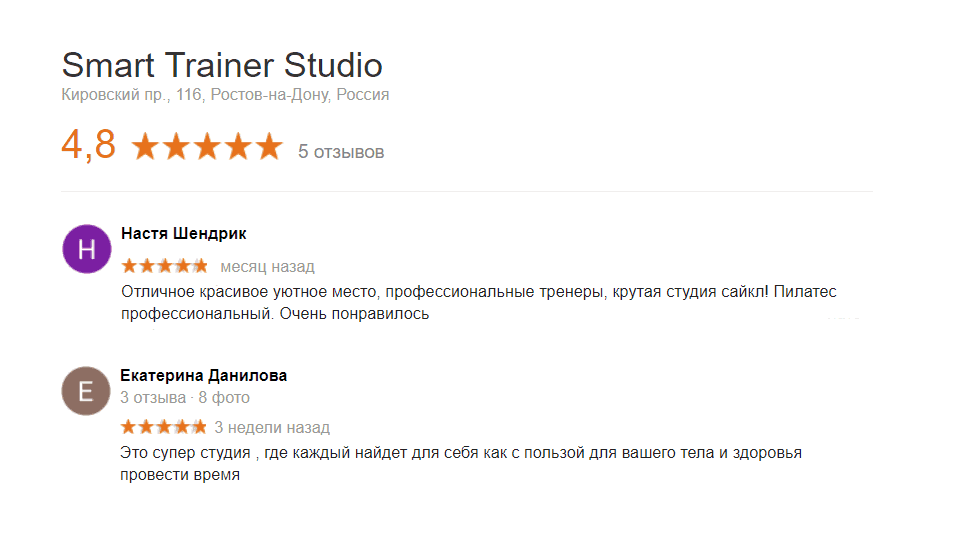 Smart Trainer Studio
Кировский пр., 116, Ростов-на-Дону, Россия
4,8 5 отзывов
Н Настя Шендрик
месяц назад
Отличное красивое уютное место, профессиональные тренеры, крутая студия сайкл! Пилатес
профессиональный. Очень понравилось
Е Екатерина Данилова
3 отзыва · 8 фото
3 недели назад
Это супер студия , где каждый найдет для себя как с пользой для вашего тела и здоровья
провести время